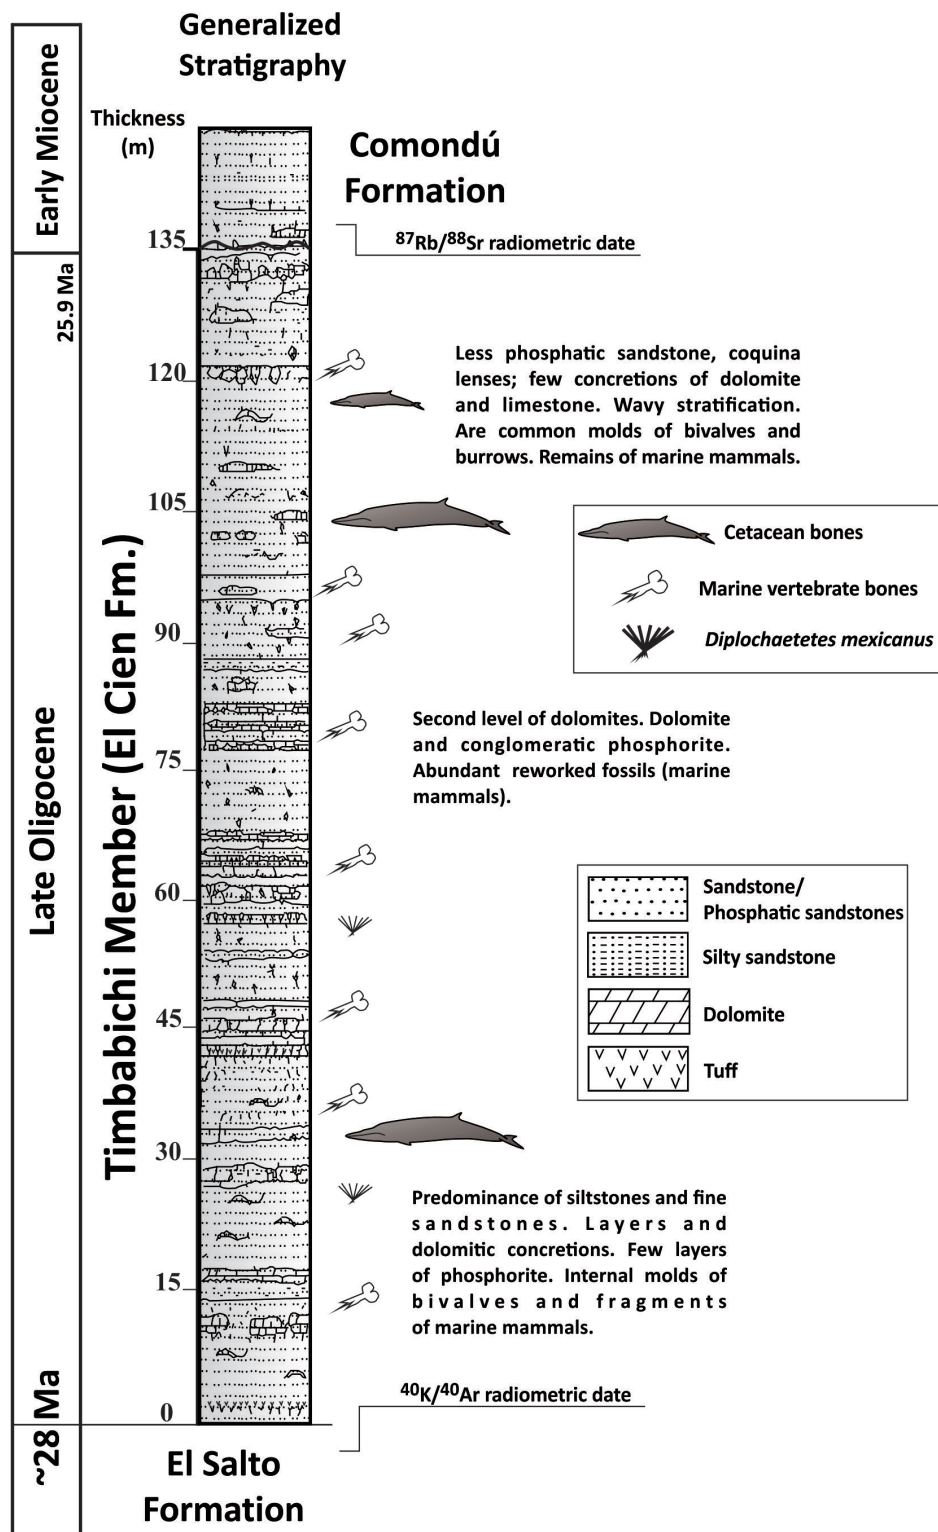 Generalized
Stratigraphy
Early Miocene
Thickness
(m)
Comondú
Formation
135
⁸⁷Rb/⁸⁸Sr radiometric date
25.9 Ma
Less phosphatic sandstone, coquina
lenses; few concretions of dolomite
and limestone. Wavy stratification.
Are common molds of bivalves and
burrows. Remains of marine mammals.
120
105
Cetacean bones
Marine vertebrate bones
Diplochaetetes mexicanus
90
Timbabichi Member (El Cien Fm.)
Late Oligocene
Second level of dolomites. Dolomite
and conglomeratic phosphorite.
Abundant reworked fossils (marine
mammals).
75
60
Sandstone/
Phosphatic sandstones
Silty sandstone
Dolomite
Tuff
45
30
Predominance of siltstones and fine
sandstones. Layers and
dolomitic concretions. Few layers
of phosphorite. Internal molds of
bivalves and fragments
of marine mammals.
15
⁴⁰K/⁴⁰Ar radiometric date
0
~28 Ma
El Salto
Formation